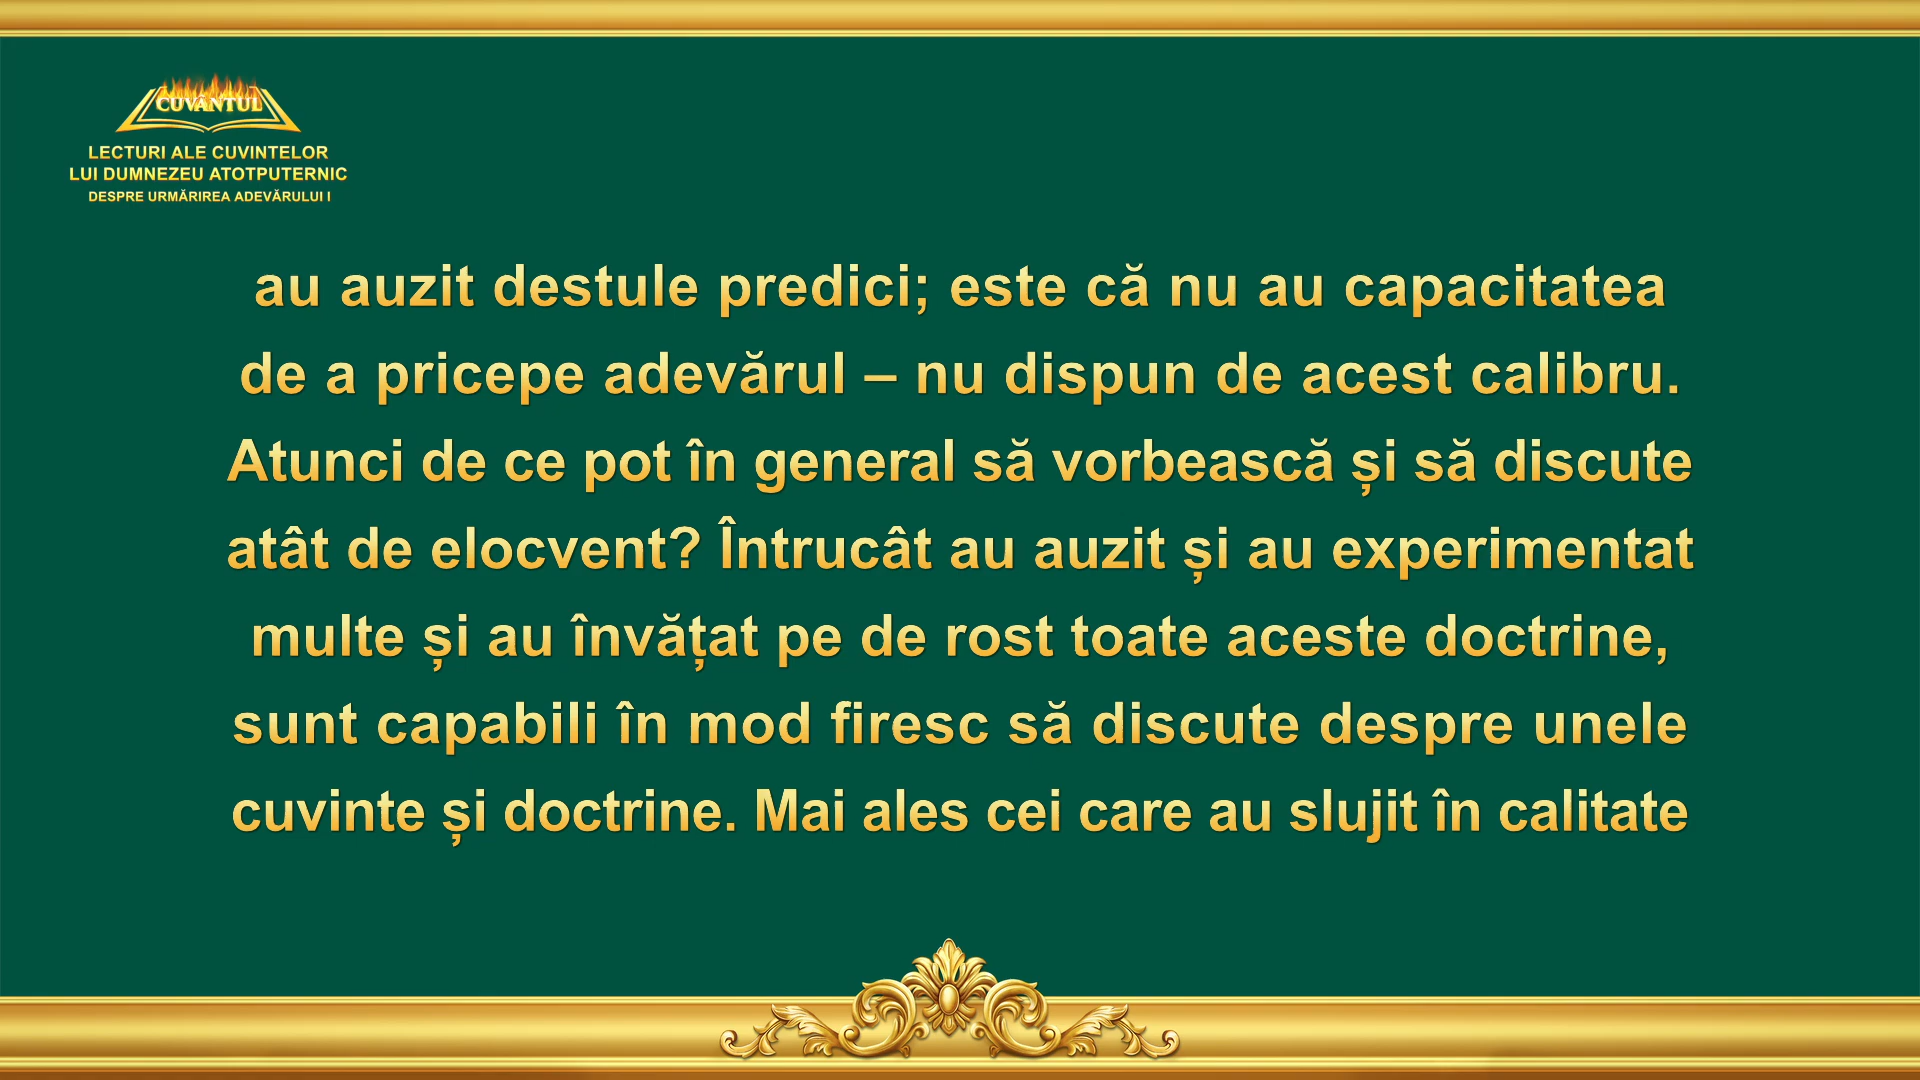 CUVÂNTUL
LECTURI ALE CUVINTELOR
LUI DUMNEZEU ATOTPUTERNIC
DESPRE URMĂRIREA ADEVĂRULUI I
au auzit destule predici; este că nu au capacitatea
de a pricepe adevărul – nu dispun de acest calibru.
Atunci de ce pot în general să vorbească și să discute
atât de elocvent? Întrucât au auzit și au experimentat
multe și au învățat pe de rost toate aceste doctrine,
sunt capabili în mod firesc să discute despre unele
cuvinte și doctrine. Mai ales cei care au slujit în calitate